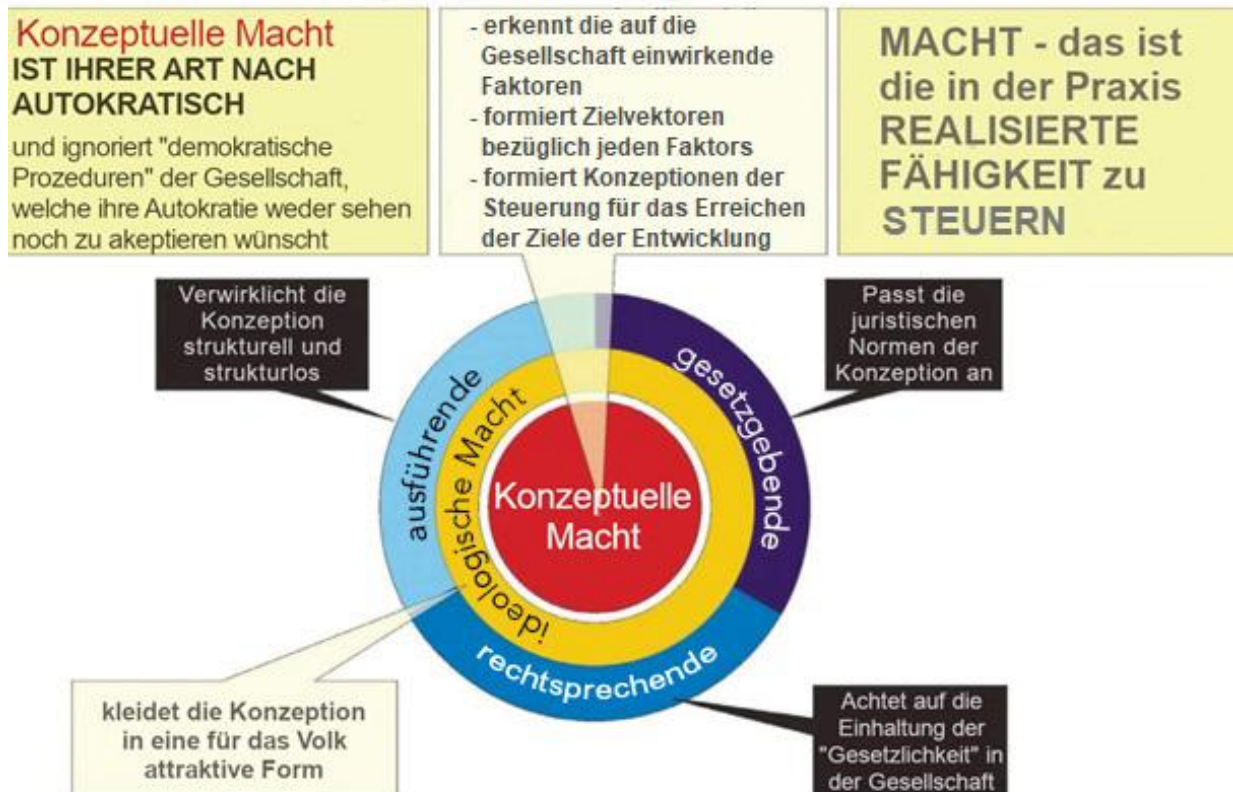 Konzeptuelle Macht
IST IHRER ART NACH
AUTOKRATISCH
und ignoriert "demokratische
Prozeduren" der Gesellschaft,
welche ihre Autokratie weder sehen
noch zu akeptieren wünscht
- erkennt die auf die
Gesellschaft einwirkende
Faktoren
- formiert Zielvektoren
bezüglich jeden Faktors
- formiert Konzeptionen der
Steuerung für das Erreichen
der Ziele der Entwicklung
MACHT - das ist
die in der Praxis
REALISIERTE
FÄHIGKEIT zu
STEUERN
Verwirklicht die
Konzeption
strukturell und
strukturlos
Passt die
juristischen
Normen der
Konzeption an
ausführende
ideologische Macht
gesetzgebende
Konzeptuelle
Macht
rechtsprechende
kleidet die Konzeption
in eine für das Volk
attraktive Form
Achtet auf die
Einhaltung der
"Gesetzlichkeit" in
der Gesellschaft